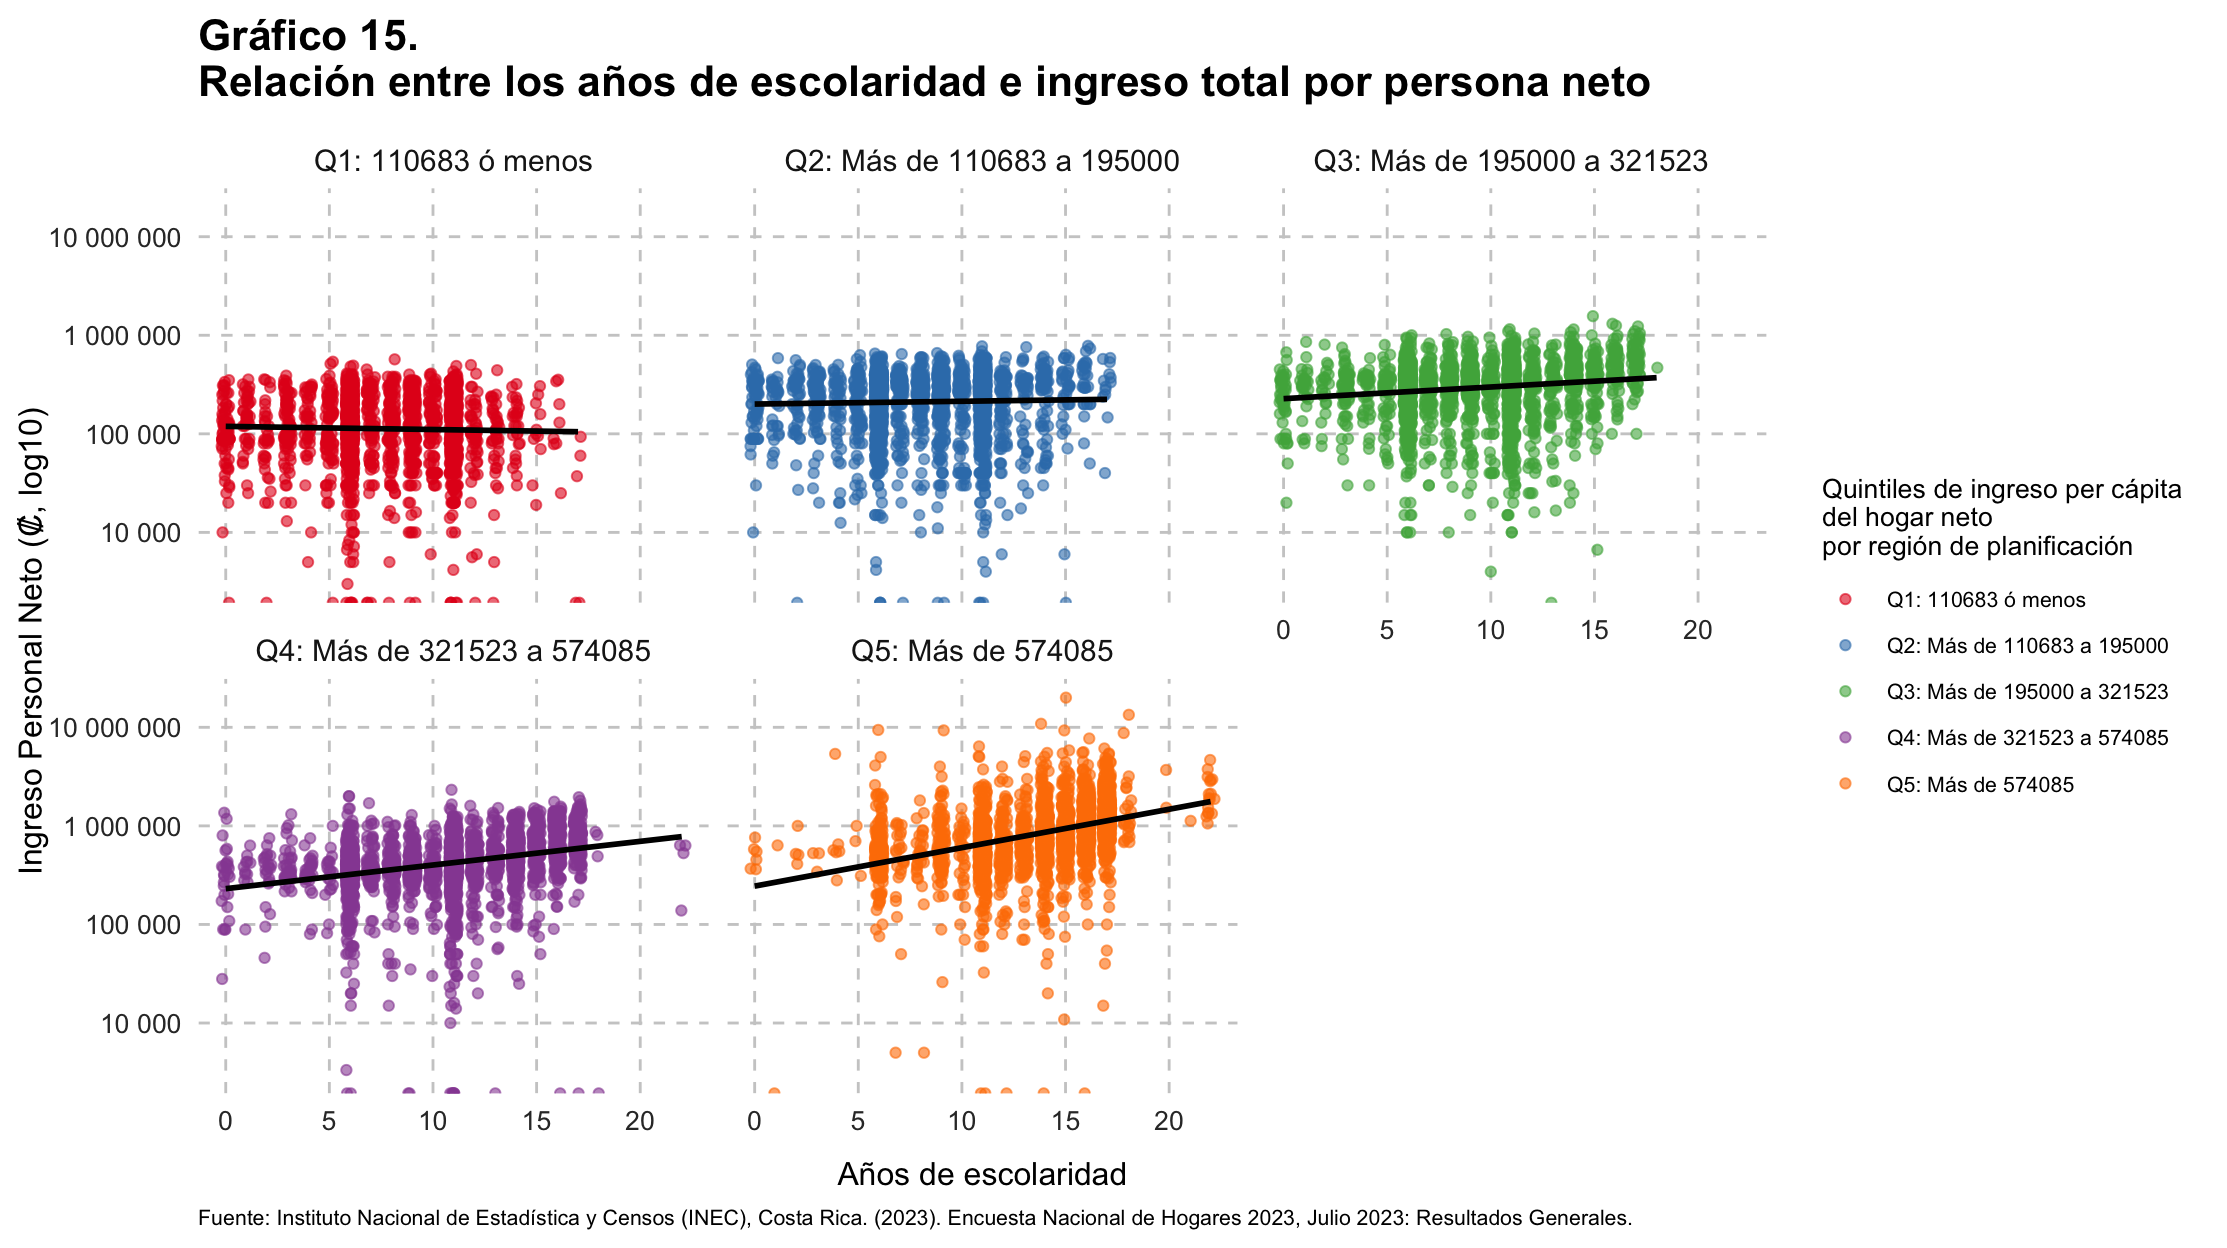 Gráfico 15.
Relación entre los años de escolaridad e ingreso total por persona neto
Q1: 110683 ó menos
Q2: Más de 110683 a 195000
Q3: Más de 195000 a 321523
10 000 000
1 000 000
100 000
10 000
0 5 10 15 20
Q4: Más de 321523 a 574085
Q5: Más de 574085
10 000 000
1 000 000
100 000
10 000
0 5 10 15 20
0 5 10 15 20
Ingreso Personal Neto (₡, log10)
Años de escolaridad
Quintiles de ingreso per cápita
del hogar neto
por región de planificación
Q1: 110683 ó menos
Q2: Más de 110683 a 195000
Q3: Más de 195000 a 321523
Q4: Más de 321523 a 574085
Q5: Más de 574085
Fuente: Instituto Nacional de Estadística y Censos (INEC), Costa Rica. (2023). Encuesta Nacional de Hogares 2023, Julio 2023: Resultados Generales.